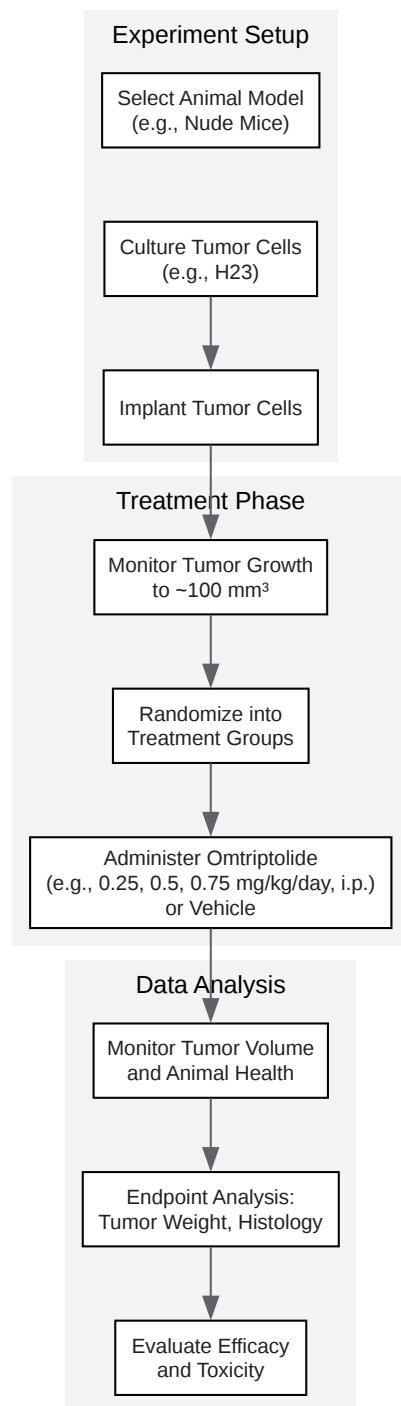 Experiment Setup
Select Animal Model
(e.g., Nude Mice)
Culture Tumor Cells
(e.g., H23)
Implant Tumor Cells
Treatment Phase
Monitor Tumor Growth
to ~100 mm³
Randomize into
Treatment Groups
Administer Omtriptolide
(e.g., 0.25, 0.5, 0.75 mg/kg/day, i.p.)
or Vehicle
Data Analysis
Monitor Tumor Volume
and Animal Health
Endpoint Analysis:
Tumor Weight, Histology
Evaluate Efficacy
and Toxicity